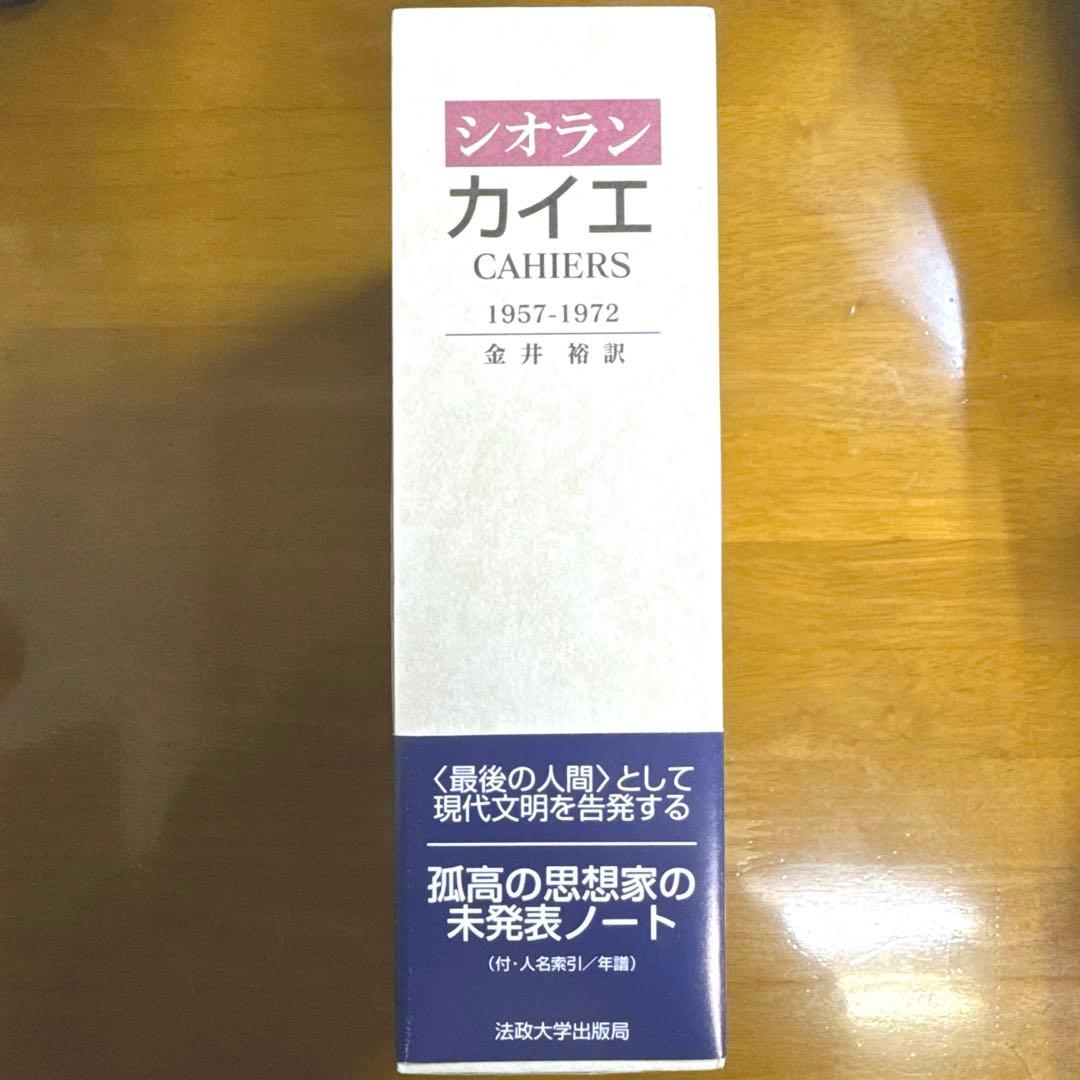 シオラン
カイエ
CAHIERS
1957-1972
金井 裕 訳
〈最後の人間〉として
現代文明を告発する
孤高の思想家の
未発表ノート
（付・人名索引／年譜）
法政大学出版局